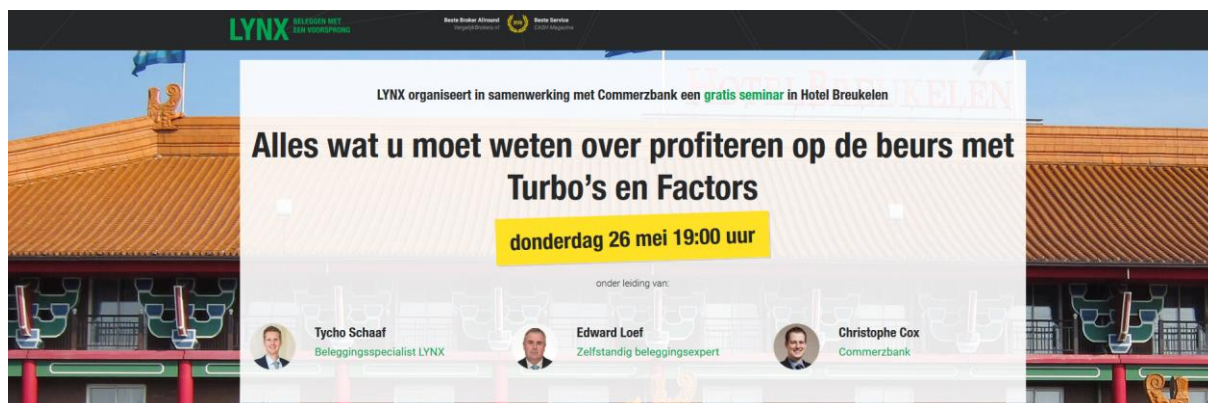 LYNX
BELEGGEN MET
EEN VOORSPRONG
Beste Broker Allround
VergelijkBrokers.nl
Beste Service
CASH Magazine
HOTEL BREUKELEN
LYNX organiseert in samenwerking met Commerzbank een gratis seminar in Hotel Breukelen
Alles wat u moet weten over profiteren op de beurs met
Turbo's en Factors
donderdag 26 mei 19:00 uur
onder leiding van:
Tycho Schaaf
Beleggingsspecialist LYNX
Edward Loef
Zelfstandig beleggingsexpert
Christophe Cox
Commerzbank